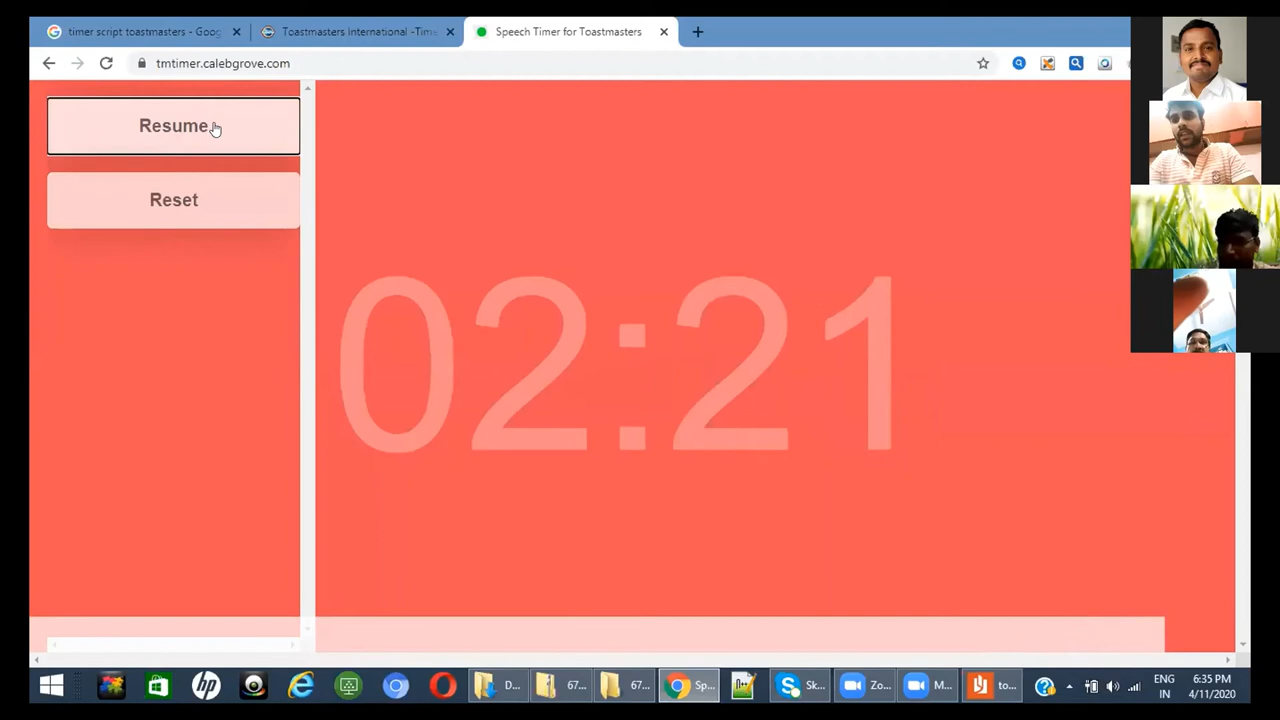 timer script toastmasters - Goog
Toastmasters International -Time
Speech Timer for Toastmasters
tmtimer.calebgrove.com
Resume
Reset
02:21
D...
67...
67...
Sp...
Sk...
Zo...
M...
to...
ENG
IN
6:35 PM
4/11/2020